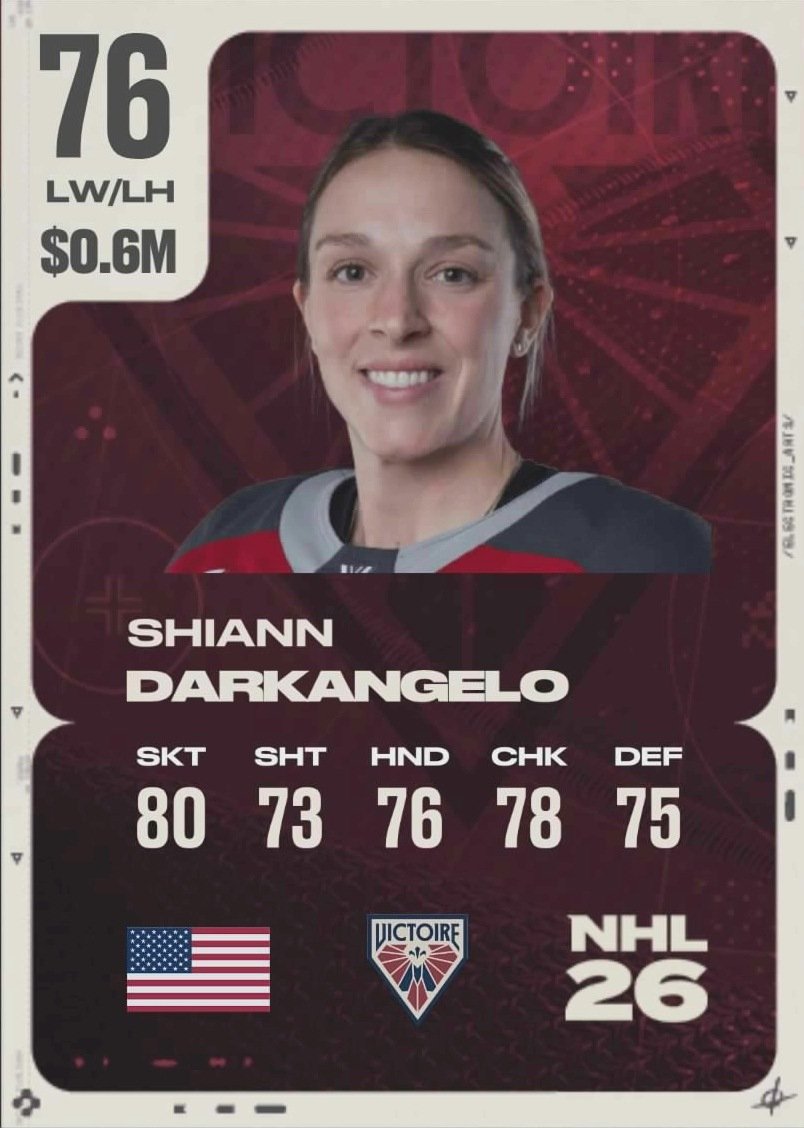 76
LW/LH
$0.6M
VICTOIRE
SHIANN
DARKANGELO
SKT SHT HND CHK DEF
80 73 76 78 75
VICTOIRE
NHL
26